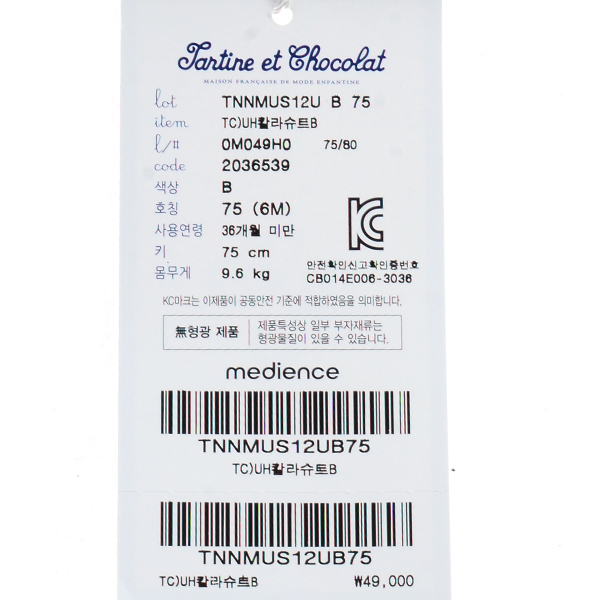 Tartine et Chocolat
MAISON FRANÇAISE DE MODE ENFANTINE
lot TNNMUS12U B 75
item TC)UH칼라슈트B
l/# 0M049H0 75/80
code 2036539
색상 B
호칭 75 (6M)
사용연령 36개월 미만
키 75 cm
몸무게 9.6 kg
안전확인신고확인증번호
CB014E006-3036
KC마크는 이제품이 공동안전 기준에 적합하였음을 의미합니다.
無형광 제품
제품특성상 일부 부자재류는
형광물질이 있을 수 있습니다.
medience
TNNMUS12UB75
TC)UH칼라슈트B
TNNMUS12UB75
TC)UH칼라슈트B ₩49,000